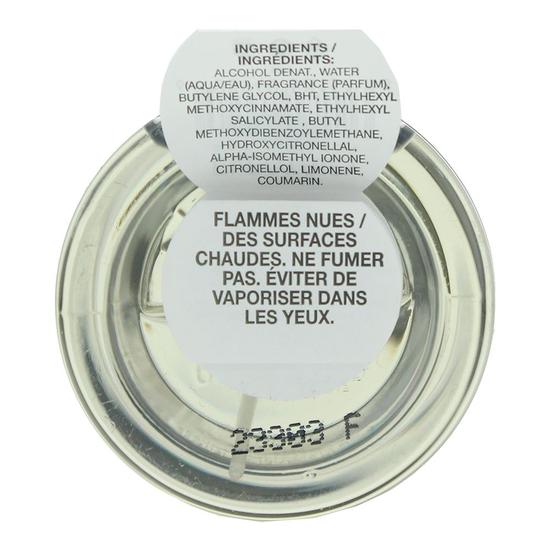 INGREDIENTS /
INGRÉDIENTS:
ALCOHOL DENAT., WATER
(AQUA/EAU), FRAGRANCE (PARFUM),
BUTYLENE GLYCOL, BHT, ETHYLHEXYL
METHOXYCINNAMATE, ETHYLHEXYL
SALICYLATE , BUTYL
METHOXYDIBENZOYLEMETHANE,
HYDROXYCITRONELLAL,
ALPHA-ISOMETHYL IONONE,
CITRONELLOL, LIMONENE,
COUMARIN.
FLAMMES NUES /
DES SURFACES
CHAUDES. NE FUMER
PAS. ÉVITER DE
VAPORISER DANS
LES YEUX.